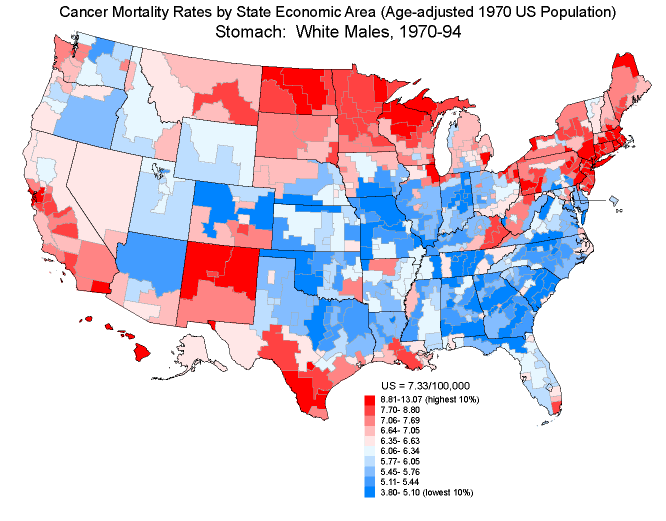 Cancer Mortality Rates by State Economic Area (Age-adjusted 1970 US Population)
Stomach: White Males, 1970-94
US = 7.33/100,000
8.81-13.07 (highest 10%)
7.70- 8.80
7.06- 7.69
6.64- 7.05
6.35- 6.63
6.06- 6.34
5.77- 6.05
5.45- 5.76
5.11- 5.44
3.80- 5.10 (lowest 10%)